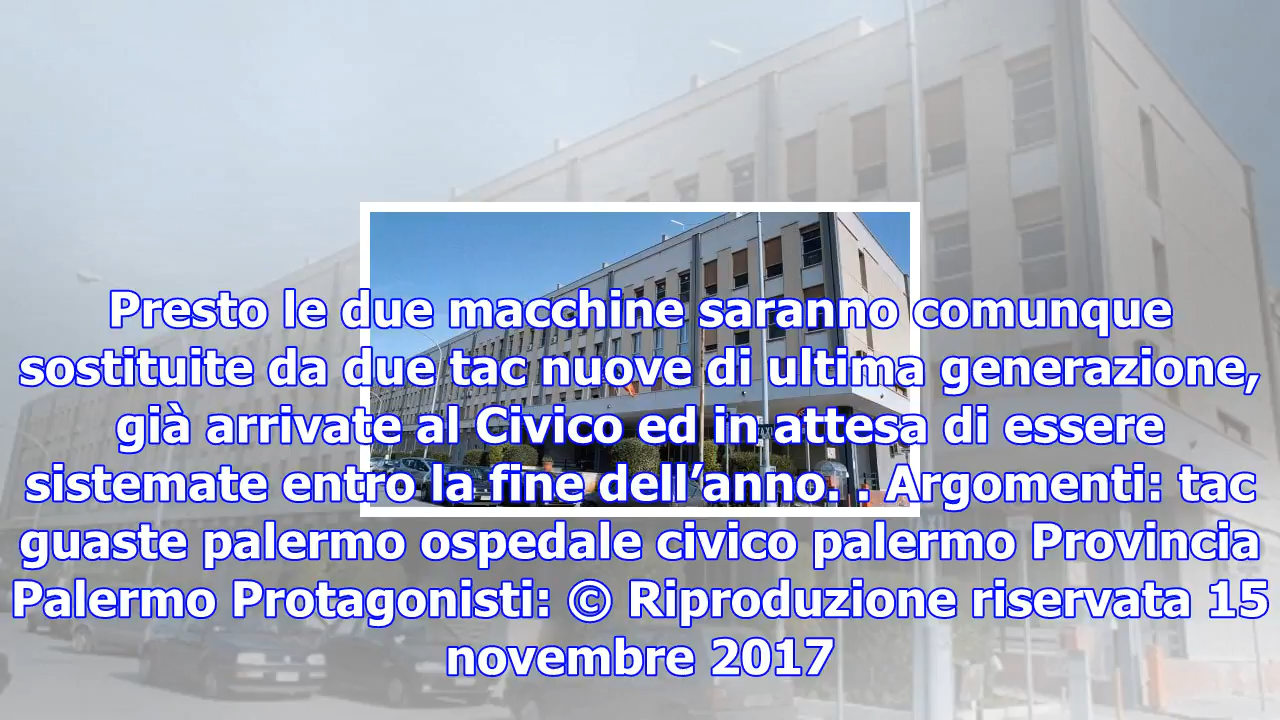 Presto le due macchine saranno comunque
sostituite da due tac nuove di ultima generazione,
già arrivate al Civico ed in attesa di essere
sistemate entro la fine dell’anno. . Argomenti: tac
guaste palermo ospedale civico palermo Provincia
Palermo Protagonisti: © Riproduzione riservata 15
novembre 2017
TAXI